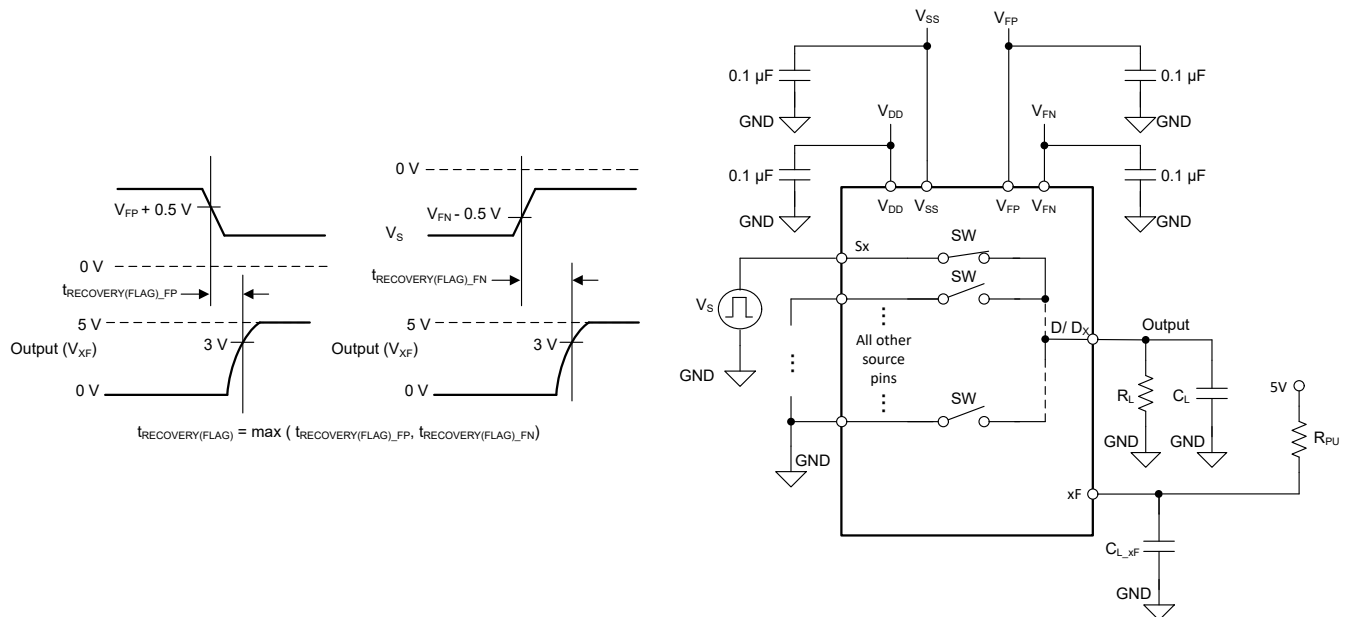 V_FP + 0.5 V
0 V
t_RECOVERY(FLAG)_FP
5 V
Output (V_XF)
3 V
0 V
0 V
V_FN - 0.5 V
V_S
t_RECOVERY(FLAG)_FN
5 V
Output (V_XF)
3 V
0 V
t_RECOVERY(FLAG) = max ( t_RECOVERY(FLAG)_FP, t_RECOVERY(FLAG)_FN)
V_SS
V_FP
0.1 µF
0.1 µF
GND
V_DD
V_FN
GND
0.1 µF
0.1 µF
GND
V_DD
V_SS
V_FP
V_FN
GND
Sx
SW
SW
V_S
GND
...
...
All other
source
pins
...
SW
GND
D/ D_X
Output
R_L
C_L
GND
GND
5V
R_PU
xF
C_L_xF
GND